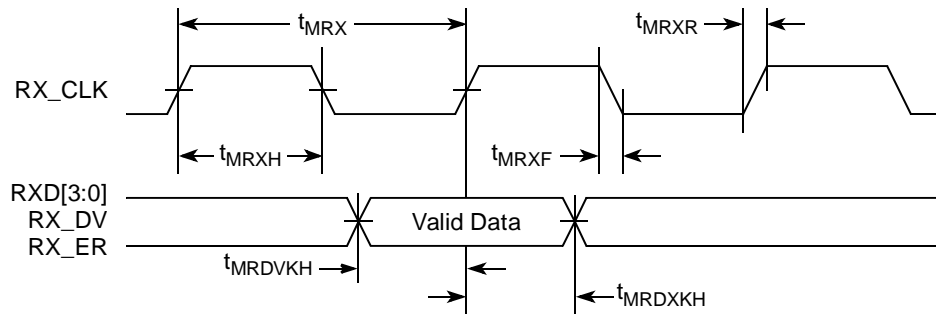 tMRX
tMRXR
RX_CLK
tMRXH
tMRXF
RXD[3:0]
RX_DV
Valid Data
RX_ER
tMRDVKH
tMRDXKH